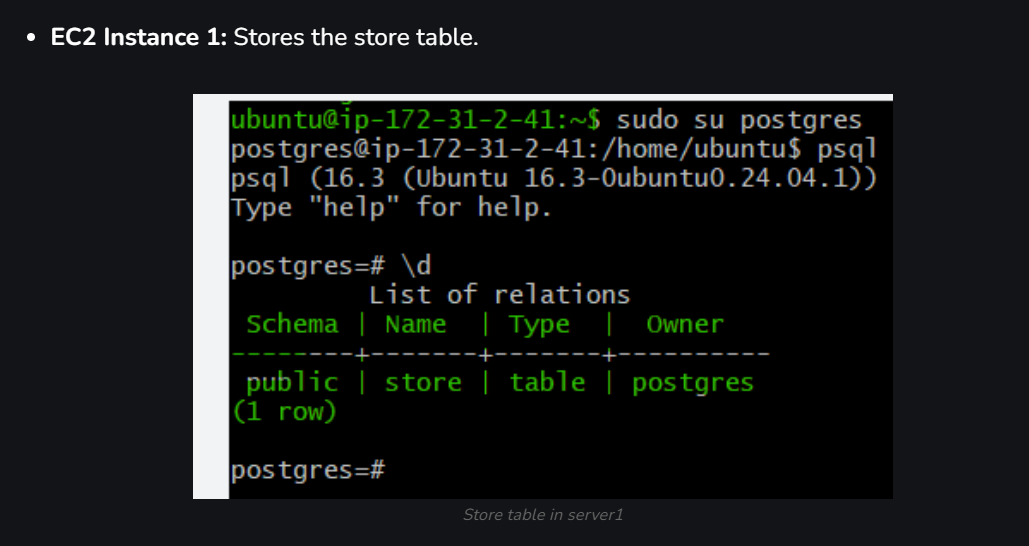 • EC2 Instance 1: Stores the store table.
ubuntu@ip-172-31-2-41:~$ sudo su postgres
postgres@ip-172-31-2-41:/home/ubuntu$ psql
psql (16.3 (Ubuntu 16.3-0ubuntu0.24.04.1))
Type "help" for help.
postgres=# \d
List of relations
Schema | Name | Type | Owner
--------+-------+-------+----------
public | store | table | postgres
(1 row)
postgres=#
Store table in server1